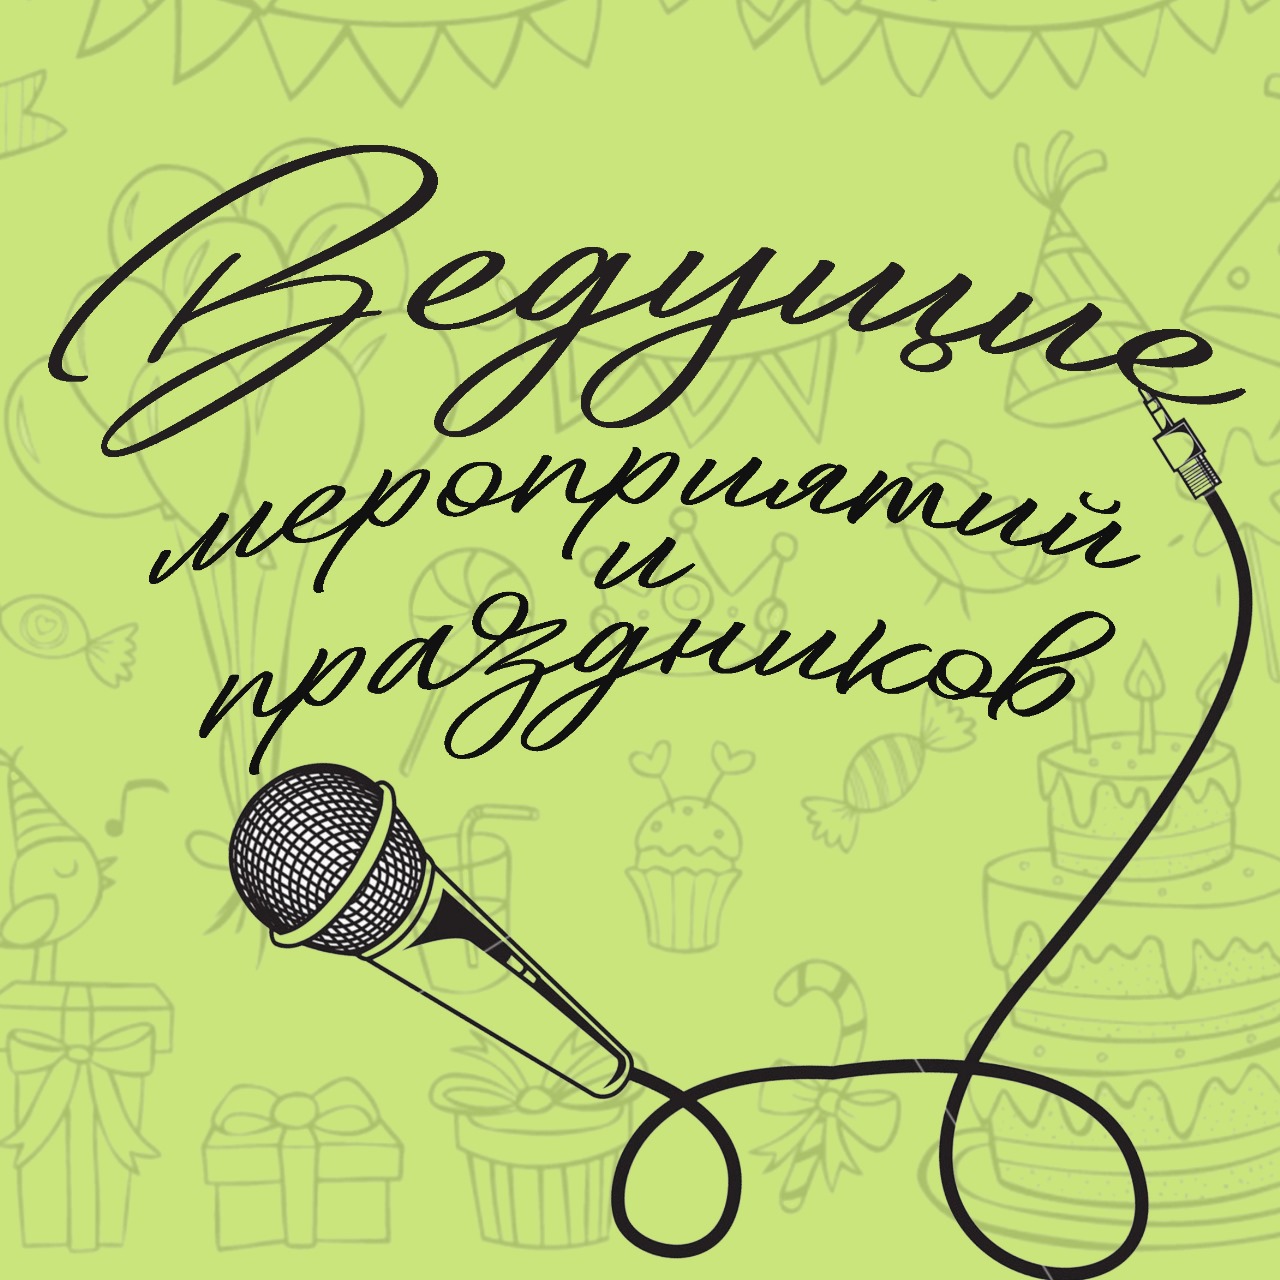 Ведущие
мероприятий
и
праздников